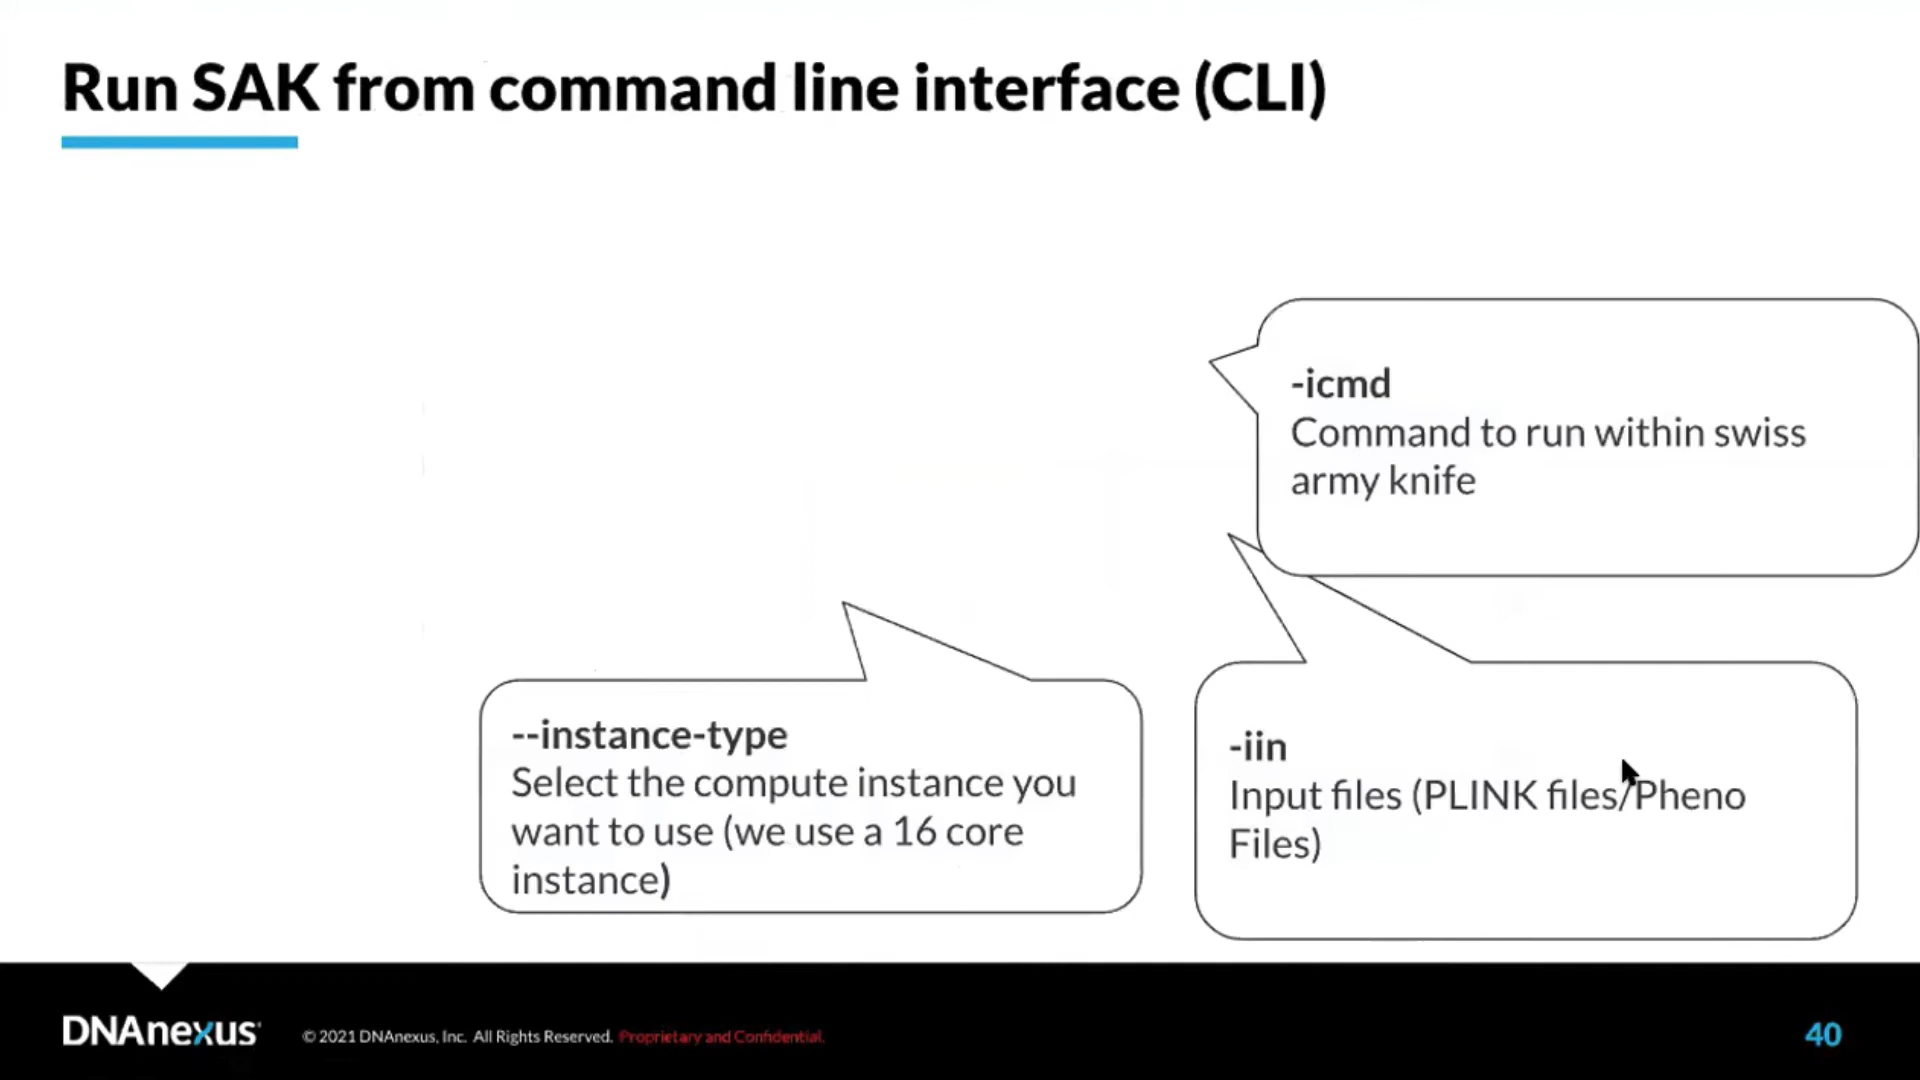 Run SAK from command line interface (CLI)
-icmd
Command to run within swiss
army knife
--instance-type
Select the compute instance you
want to use (we use a 16 core
instance)
-iin
Input files (PLINK files/Pheno
Files)
DNAnexus
© 2021 DNAnexus, Inc. All Rights Reserved. Proprietary and Confidential.
40